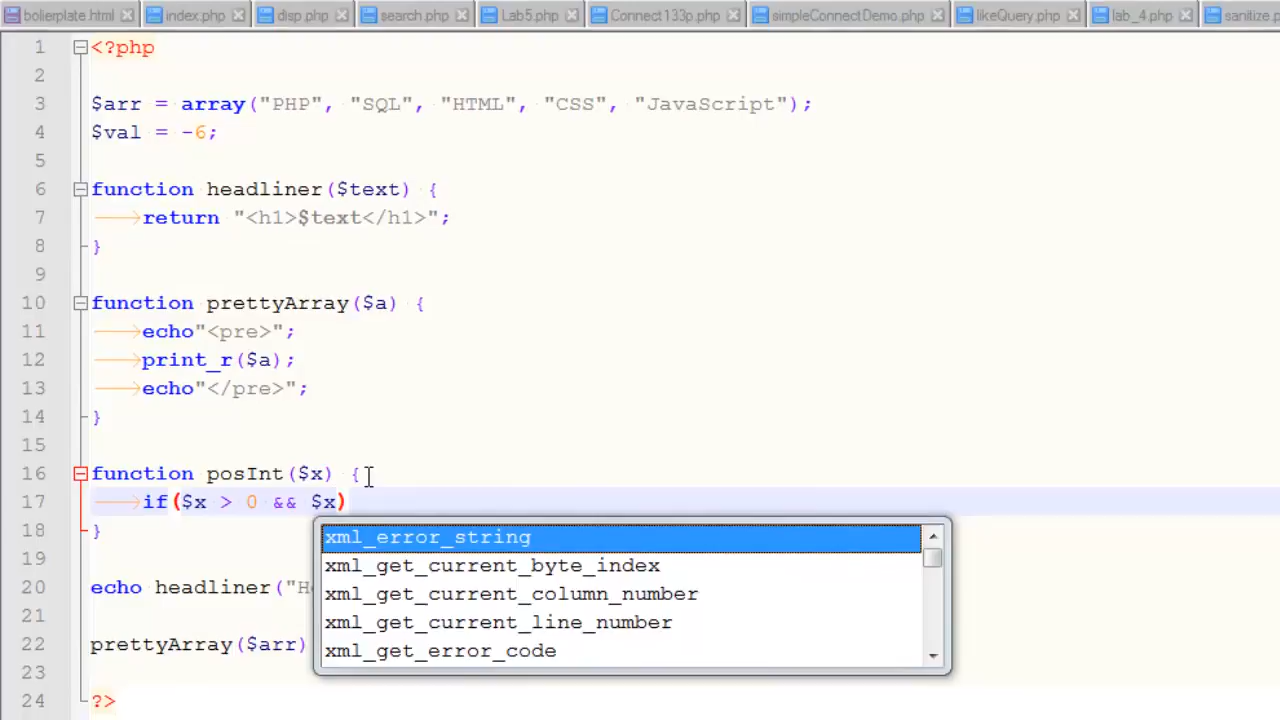 boilerplate.html index.php disp.php search.php Lab5.php Connect133p.php simpleConnectDemo.php likeQuery.php lab_4.php sanitize.p
1 <?php
2
3 $arr = array("PHP", "SQL", "HTML", "CSS", "JavaScript");
4 $val = -6;
5
6 function headliner($text) {
7 return "<h1>$text</h1>";
8 }
9
10 function prettyArray($a) {
11 echo"<pre>";
12 print_r($a);
13 echo"</pre>";
14 }
15
16 function posInt($x) {
17 if($x > 0 && $x)
18 }
xml_error_string
xml_get_current_byte_index
xml_get_current_column_number
xml_get_current_line_number
xml_get_error_code
19
20 echo headliner("H
21
22 prettyArray($arr)
23
24 ?>